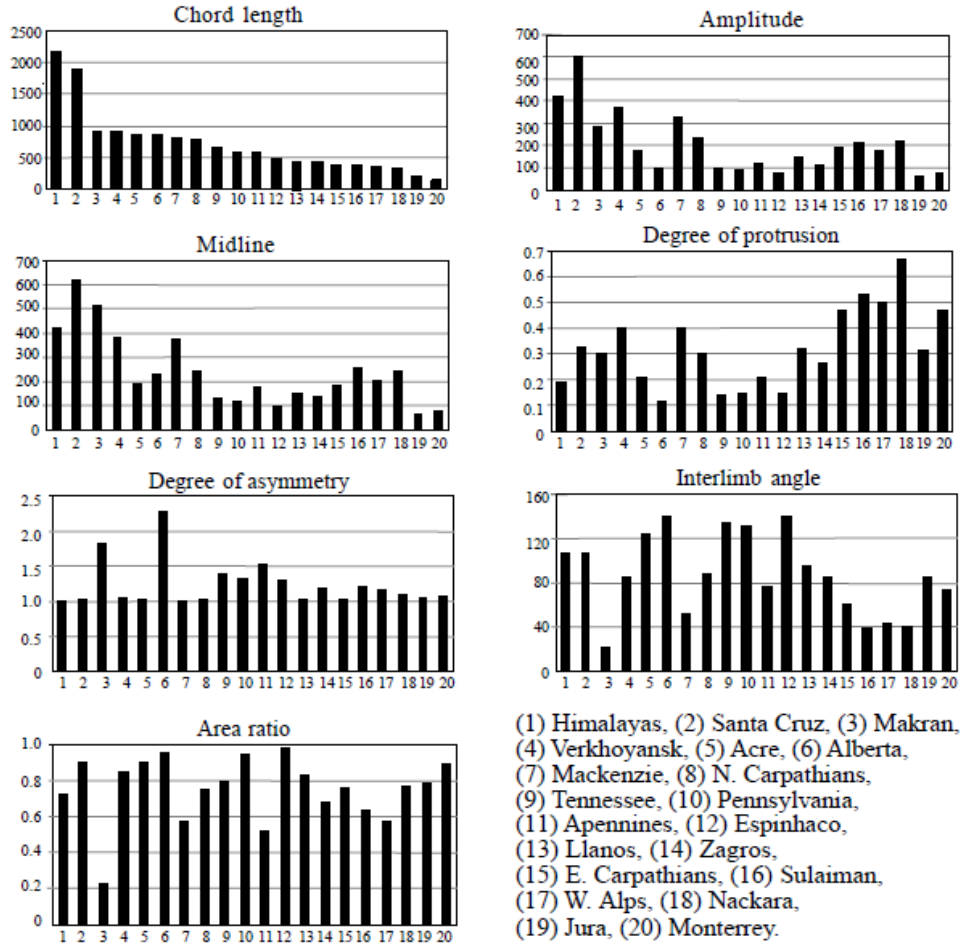 Chord length
2500
2000
1500
1000
500
0
1 2 3 4 5 6 7 8 9 10 11 12 13 14 15 16 17 18 19 20
Amplitude
700
600
500
400
300
200
100
0
1 2 3 4 5 6 7 8 9 10 11 12 13 14 15 16 17 18 19 20
Midline
700
600
500
400
300
200
100
0
1 2 3 4 5 6 7 8 9 10 11 12 13 14 15 16 17 18 19 20
Degree of protrusion
0.7
0.6
0.5
0.4
0.3
0.2
0.1
0
1 2 3 4 5 6 7 8 9 10 11 12 13 14 15 16 17 18 19 20
Degree of asymmetry
2.5
2.0
1.5
1.0
0.5
0
1 2 3 4 5 6 7 8 9 10 11 12 13 14 15 16 17 18 19 20
Interlimb angle
160
120
80
40
0
1 2 3 4 5 6 7 8 9 10 11 12 13 14 15 16 17 18 19 20
Area ratio
1.0
0.8
0.6
0.4
0.2
0
1 2 3 4 5 6 7 8 9 10 11 12 13 14 15 16 17 18 19 20
(1) Himalayas, (2) Santa Cruz, (3) Makran,
(4) Verkhoyansk, (5) Acre, (6) Alberta,
(7) Mackenzie, (8) N. Carpathians,
(9) Tennessee, (10) Pennsylvania,
(11) Apennines, (12) Espinhaco,
(13) Llanos, (14) Zagros,
(15) E. Carpathians, (16) Sulaiman,
(17) W. Alps, (18) Nackara,
(19) Jura, (20) Monterrey.